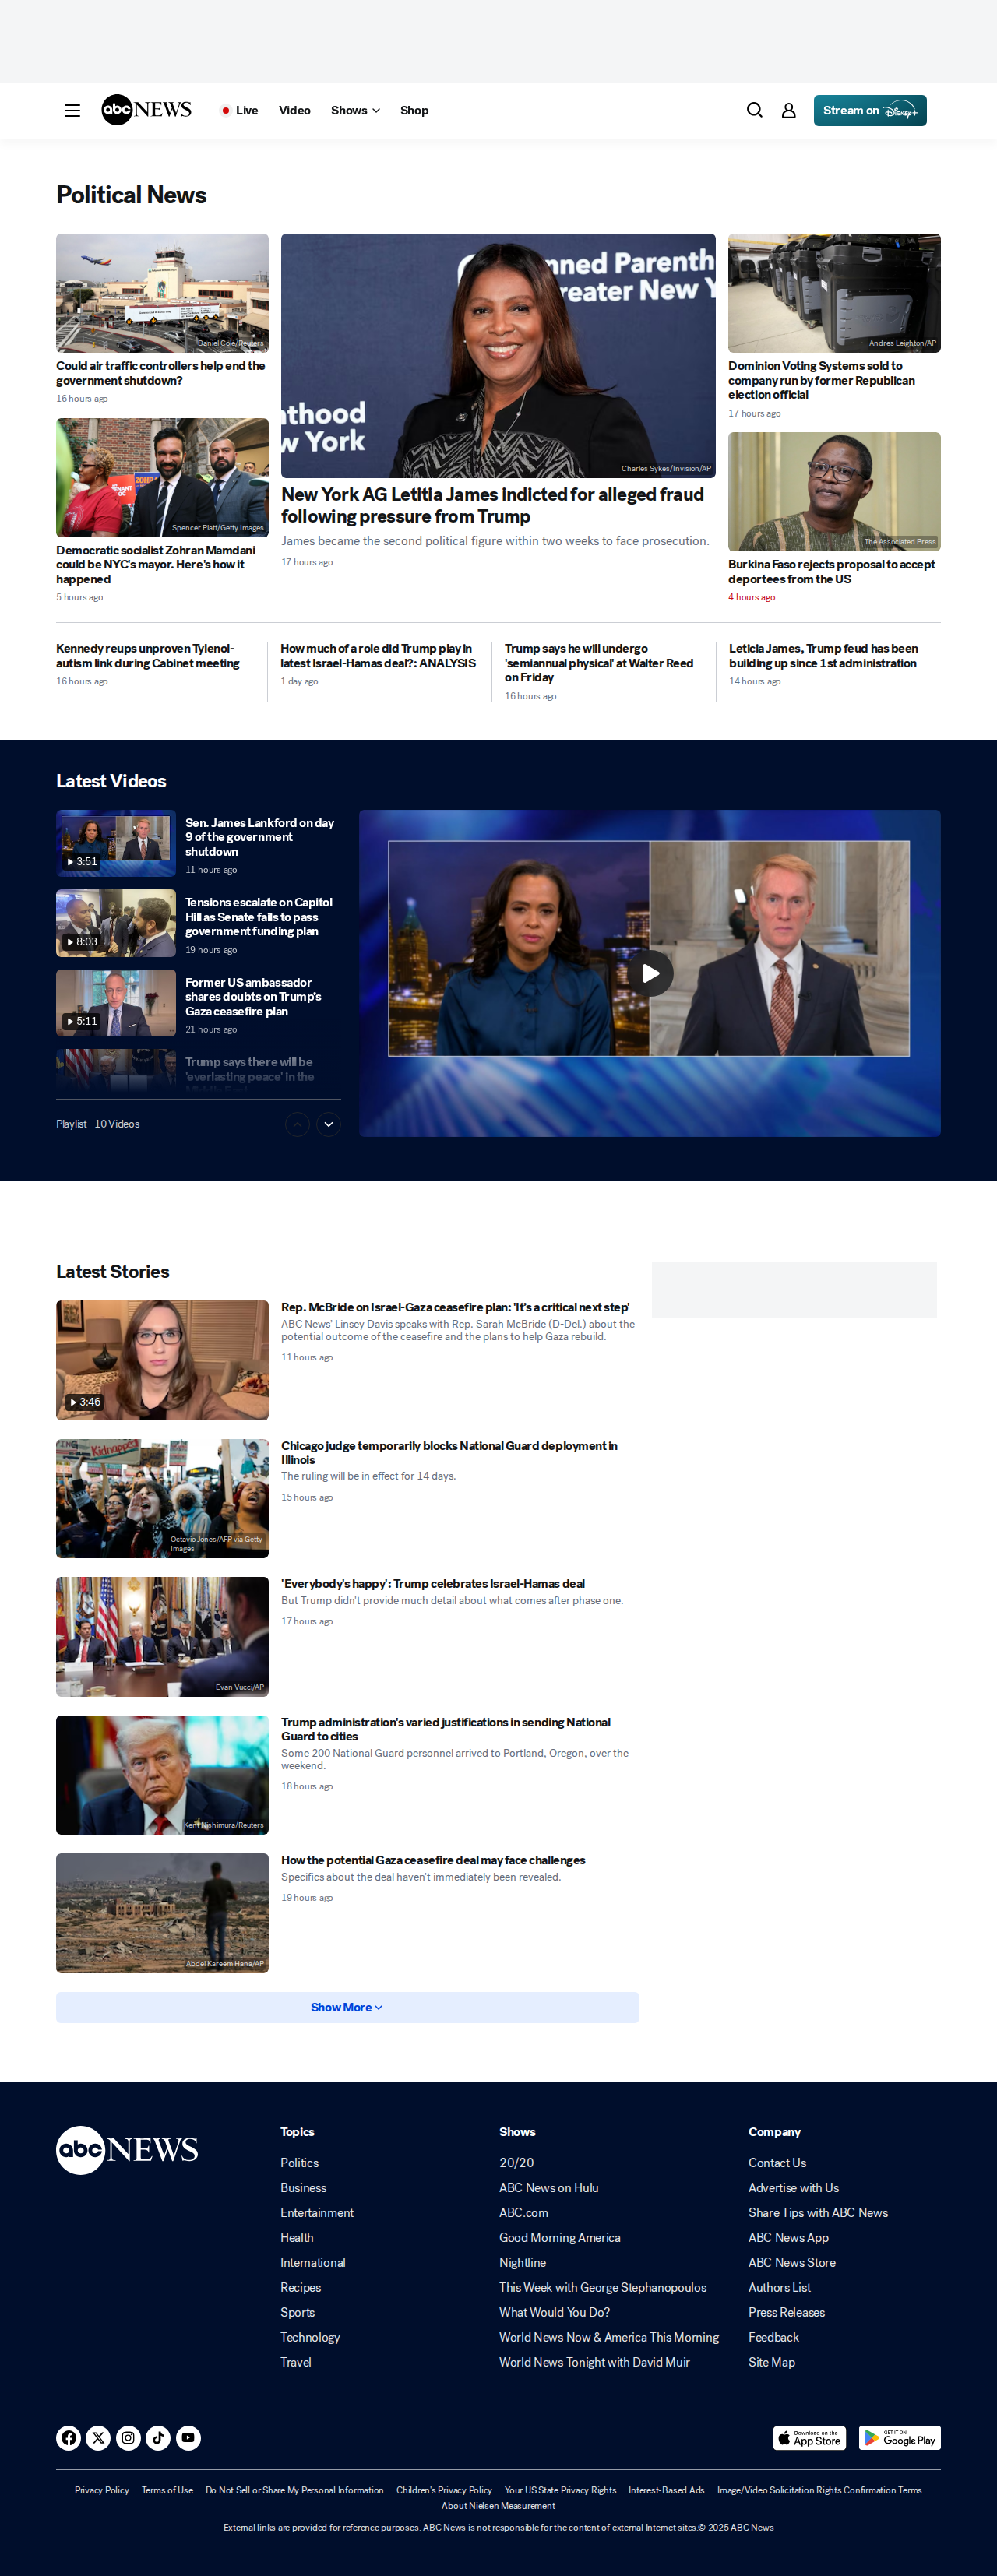 abc NEWS
Live
Video
Shows
Shop
Stream on Disney+
Political News
Daniel Cole/Reuters
Could air traffic controllers help end the
government shutdown?
16 hours ago
Spencer Platt/Getty Images
Democratic socialist Zohran Mamdani
could be NYC's mayor. Here's how it
happened
5 hours ago
Charles Sykes/Invision/AP
New York AG Letitia James indicted for alleged fraud
following pressure from Trump
James became the second political figure within two weeks to face prosecution.
17 hours ago
Andres Leighton/AP
Dominion Voting Systems sold to
company run by former Republican
election official
17 hours ago
The Associated Press
Burkina Faso rejects proposal to accept
deportees from the US
4 hours ago
Kennedy reups unproven Tylenol-
autism link during Cabinet meeting
16 hours ago
How much of a role did Trump play in
latest Israel-Hamas deal?: ANALYSIS
1 day ago
Trump says he will undergo
'semiannual physical' at Walter Reed
on Friday
16 hours ago
Leticia James, Trump feud has been
building up since 1st administration
14 hours ago
Latest Videos
3:51
Sen. James Lankford on day
9 of the government
shutdown
11 hours ago
8:03
Tensions escalate on Capitol
Hill as Senate fails to pass
government funding plan
19 hours ago
5:11
Former US ambassador
shares doubts on Trump's
Gaza ceasefire plan
21 hours ago
Trump says there will be
'everlasting peace' in the
Middle East
Playlist · 10 Videos
Latest Stories
3:46
Rep. McBride on Israel-Gaza ceasefire plan: 'It's a critical next step'
ABC News' Linsey Davis speaks with Rep. Sarah McBride (D-Del.) about the
potential outcome of the ceasefire and the plans to help Gaza rebuild.
11 hours ago
Octavio Jones/AFP via Getty
Images
Chicago judge temporarily blocks National Guard deployment in
Illinois
The ruling will be in effect for 14 days.
15 hours ago
Evan Vucci/AP
'Everybody's happy': Trump celebrates Israel-Hamas deal
But Trump didn't provide much detail about what comes after phase one.
17 hours ago
Kent Nishimura/Reuters
Trump administration's varied justifications in sending National
Guard to cities
Some 200 National Guard personnel arrived to Portland, Oregon, over the
weekend.
18 hours ago
Abdel Kareem Hana/AP
How the potential Gaza ceasefire deal may face challenges
Specifics about the deal haven't immediately been revealed.
19 hours ago
Show More
abc NEWS
Topics
Politics
Business
Entertainment
Health
International
Recipes
Sports
Technology
Travel
Shows
20/20
ABC News on Hulu
ABC.com
Good Morning America
Nightline
This Week with George Stephanopoulos
What Would You Do?
World News Now & America This Morning
World News Tonight with David Muir
Company
Contact Us
Advertise with Us
Share Tips with ABC News
ABC News App
ABC News Store
Authors List
Press Releases
Feedback
Site Map
Download on the
App Store
GET IT ON
Google Play
Privacy Policy
Terms of Use
Do Not Sell or Share My Personal Information
Children's Privacy Policy
Your US State Privacy Rights
Interest-Based Ads
Image/Video Solicitation Rights Confirmation Terms
About Nielsen Measurement
External links are provided for reference purposes. ABC News is not responsible for the content of external Internet sites.© 2025 ABC News